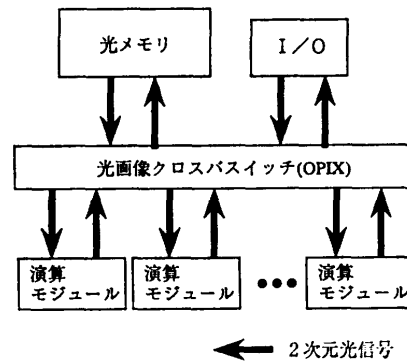 光メモリ
I/O
光画像クロスバスイッチ(OPIX)
演算
モジュール
演算
モジュール
演算
モジュール
2次元光信号